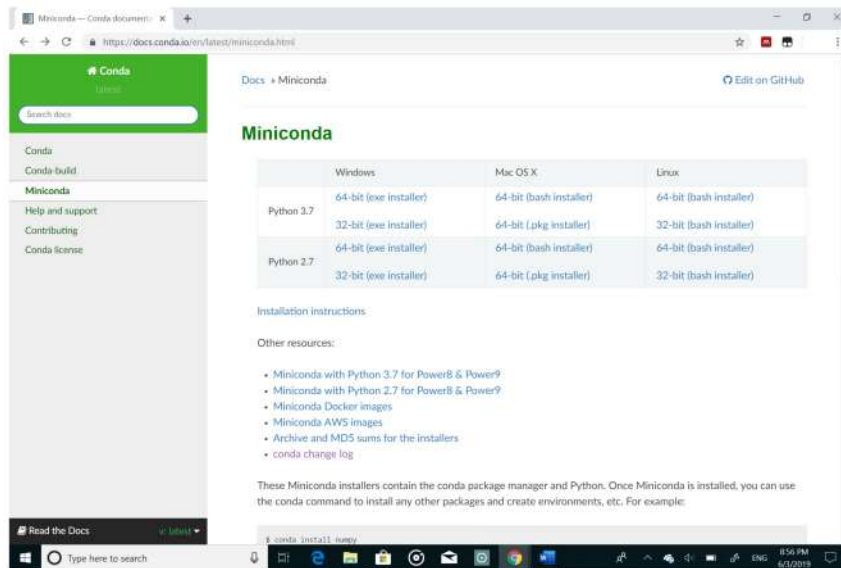 Miniconda — Conda documenta
https://docs.conda.io/en/latest/miniconda.html
Conda
latest
Search docs
Conda
Conda-build
Miniconda
Help and support
Contributing
Conda license
Read the Docs
v: latest
Docs » Miniconda
Edit on GitHub
Miniconda
Windows Mac OS X Linux
Python 3.7
64-bit (exe installer) 64-bit (bash installer) 64-bit (bash installer)
32-bit (exe installer) 64-bit (.pkg installer) 32-bit (bash installer)
Python 2.7
64-bit (exe installer) 64-bit (bash installer) 64-bit (bash installer)
32-bit (exe installer) 64-bit (.pkg installer) 32-bit (bash installer)
Installation instructions
Other resources:
• Miniconda with Python 3.7 for Power8 & Power9
• Miniconda with Python 2.7 for Power8 & Power9
• Miniconda Docker images
• Miniconda AWS images
• Archive and MD5 sums for the installers
• conda change log
These Miniconda installers contain the conda package manager and Python. Once Miniconda is installed, you can use
the conda command to install any other packages and create environments, etc. For example:
$ conda install numpy
Type here to search
ENG
8:56 PM
6/3/2019